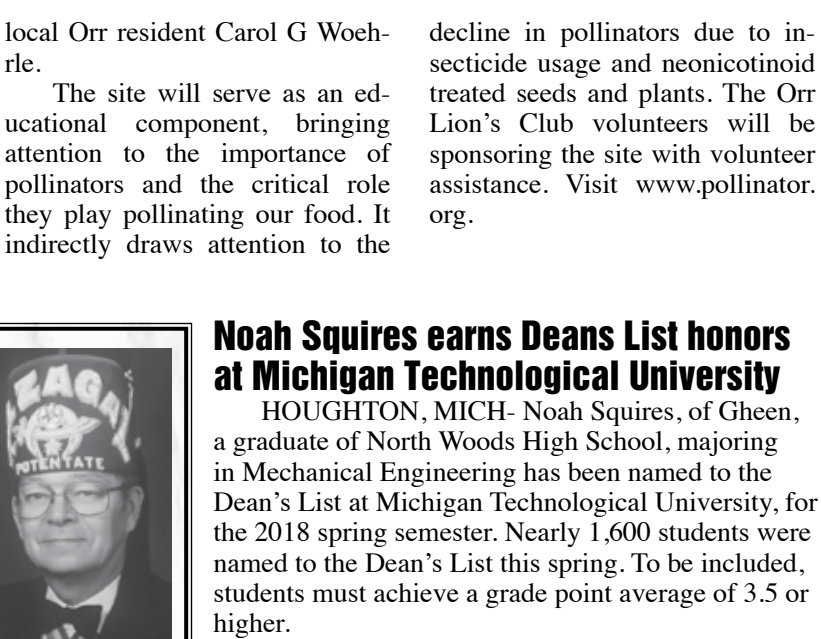 local Orr resident Carol G Woeh-
rle.
The site will serve as an ed-
ucational component, bringing
attention to the importance of
pollinators and the critical role
they play pollinating our food. It
indirectly draws attention to the
decline in pollinators due to in-
secticide usage and neonicotinoid
treated seeds and plants. The Orr
Lion's Club volunteers will be
sponsoring the site with volunteer
assistance. Visit www.pollinator.
org.
ZAGA
POTENTATE
Noah Squires earns Deans List honors
at Michigan Technological University
HOUGHTON, MICH- Noah Squires, of Gheen,
a graduate of North Woods High School, majoring
in Mechanical Engineering has been named to the
Dean’s List at Michigan Technological University, for
the 2018 spring semester. Nearly 1,600 students were
named to the Dean’s List this spring. To be included,
students must achieve a grade point average of 3.5 or
higher.